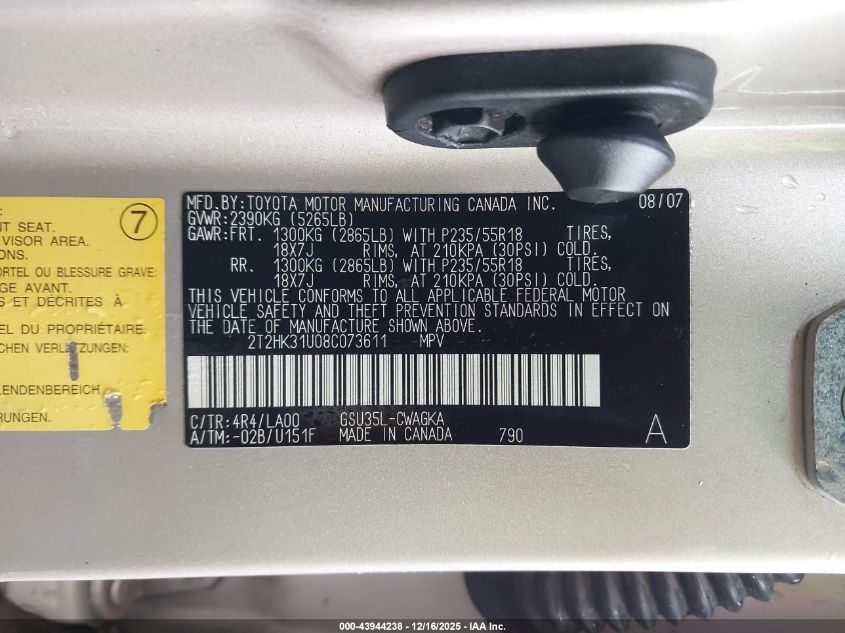 :
T SEAT.
VISOR AREA.
ONS.
ORTEL OU BLESSURE GRAVE:
GE AVANT.
S ET DÉCRITES À
EL DU PROPRIÉTAIRE.
CHEN VERLETZUNGEN.
LENDENBEREICH
RUNGEN.
7
MFD.BY:TOYOTA MOTOR MANUFACTURING CANADA INC. 08/07
GVWR:2390KG (5265LB)
GAWR:FRT. 1300KG (2865LB) WITH P235/55R18 TIRES,
18X7J RIMS, AT 210KPA (30PSI) COLD.
RR. 1300KG (2865LB) WITH P235/55R18 TIRES,
18X7J RIMS, AT 210KPA (30PSI) COLD.
THIS VEHICLE CONFORMS TO ALL APPLICABLE FEDERAL MOTOR
VEHICLE SAFETY AND THEFT PREVENTION STANDARDS IN EFFECT ON
THE DATE OF MANUFACTURE SHOWN ABOVE.
2T2HK31U08C073611 MPV
C/TR:4R4/LA00 GSU35L-CWAGKA
A/TM:-02B/U151F MADE IN CANADA 790 A
000-43944238 - 12/16/2025 - IAA Inc.